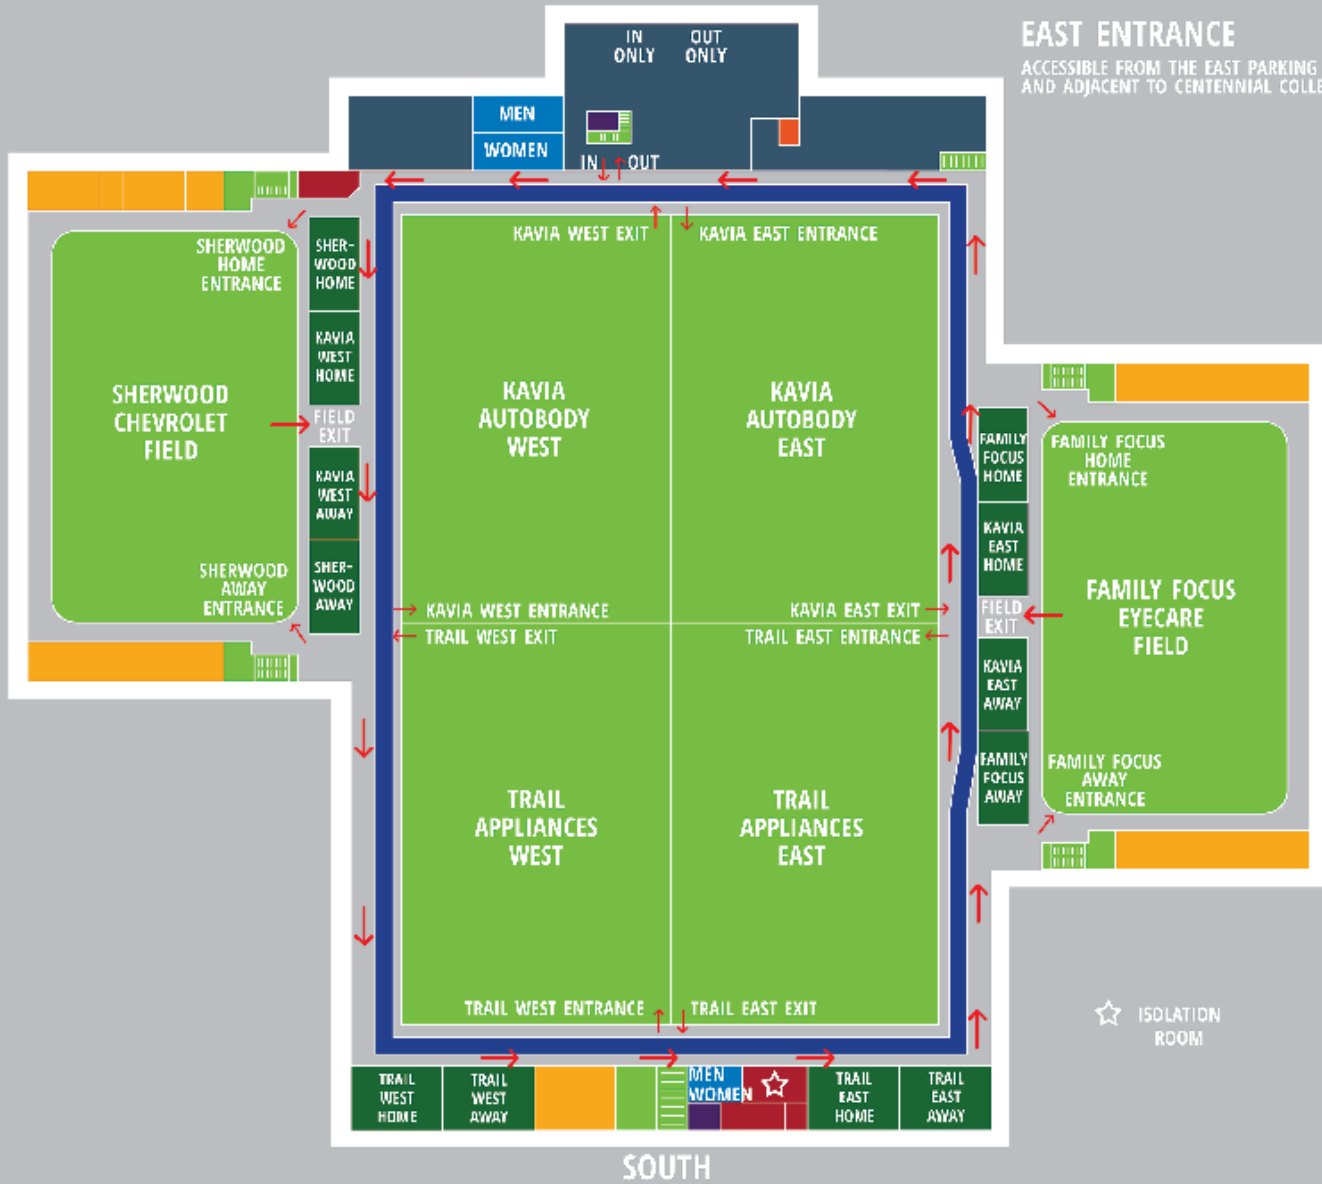 EAST ENTRANCE
ACCESSIBLE FROM THE EAST PARKING
AND ADJACENT TO CENTENNIAL
IN
ONLY
OUT
ONLY
MEN
WOMEN
IN
OUT
KAVIA WEST EXIT
KAVIA EAST ENTRANCE
SHERWOOD
HOME
ENTRANCE
SHER-
WOOD
HOME
KAVIA
WEST
HOME
SHERWOOD
CHEVROLET
FIELD
FIELD
EXIT
KAVIA
WEST
AWAY
SHERWOOD
AWAY
ENTRANCE
SHER-
WOOD
AWAY
KAVIA
AUTOBODY
WEST
KAVIA
AUTOBODY
EAST
KAVIA WEST ENTRANCE
TRAIL WEST EXIT
KAVIA EAST EXIT
TRAIL EAST ENTRANCE
FAMILY
FOCUS
HOME
KAVIA
EAST
HOME
FIELD
EXIT
KAVIA
EAST
AWAY
FAMILY
FOCUS
AWAY
FAMILY FOCUS
HOME
ENTRANCE
FAMILY FOCUS
EYECARE
FIELD
FAMILY FOCUS
AWAY
ENTRANCE
TRAIL
APPLIANCES
WEST
TRAIL
APPLIANCES
EAST
TRAIL WEST ENTRANCE
TRAIL EAST EXIT
ISOLATION
ROOM
TRAIL
WEST
HOME
TRAIL
WEST
AWAY
MEN
WOMEN
TRAIL
EAST
HOME
TRAIL
EAST
AWAY
SOUTH